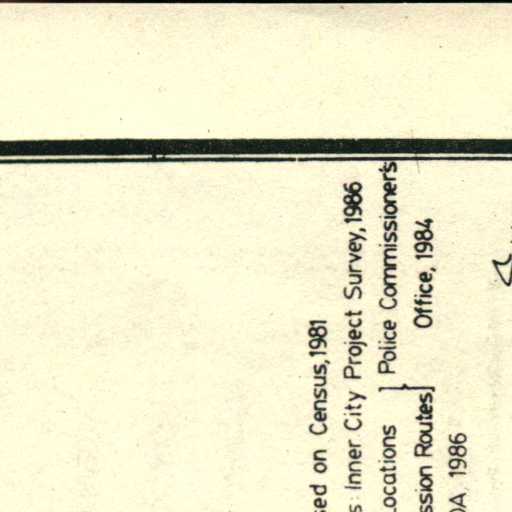 sed on Census, 1981
s: Inner City Project Survey, 1986
Locations ] Police Commissioner's
ssion Routes ] Office, 1984
DA, 1986